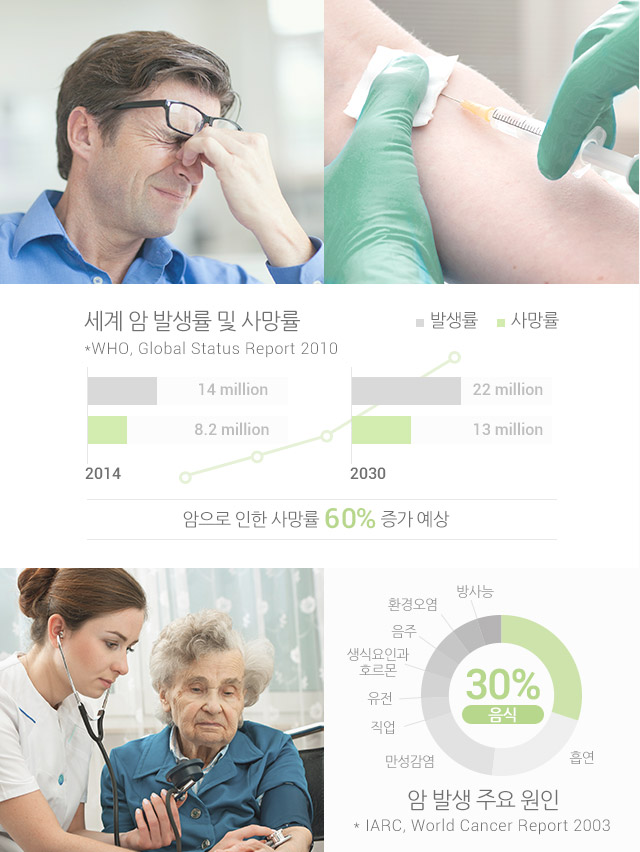 세계 암 발생률 및 사망률
발생률 사망률
*WHO, Global Status Report 2010
14 million
22 million
8.2 million
13 million
2014
2030
암으로 인한 사망률 60% 증가 예상
방사능
환경오염
음주
생식요인과
호르몬
유전
직업
만성감염
흡연
30%
음식
암 발생 주요 원인
* IARC, World Cancer Report 2003